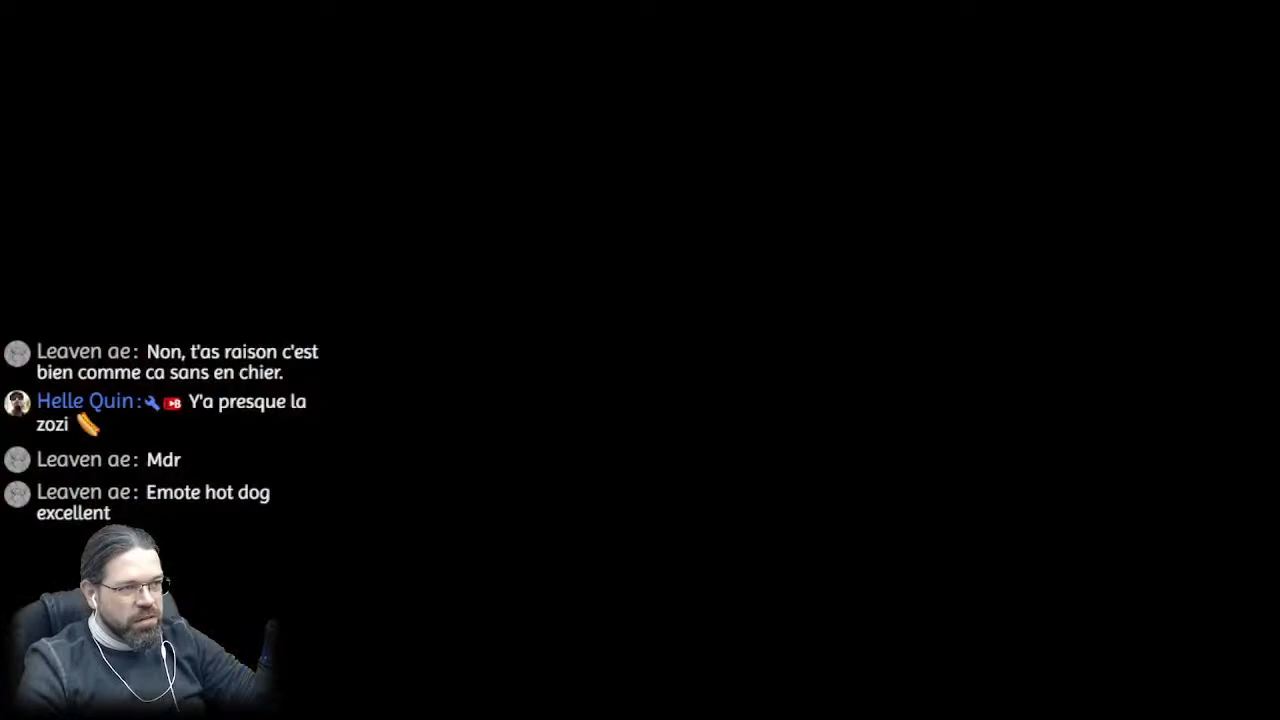 Leaven ae: Non, t'as raison c'est
bien comme ca sans en chier.
Helle Quin: Y'a presque la
zozi
Leaven ae: Mdr
Leaven ae: Emote hot dog
excellent